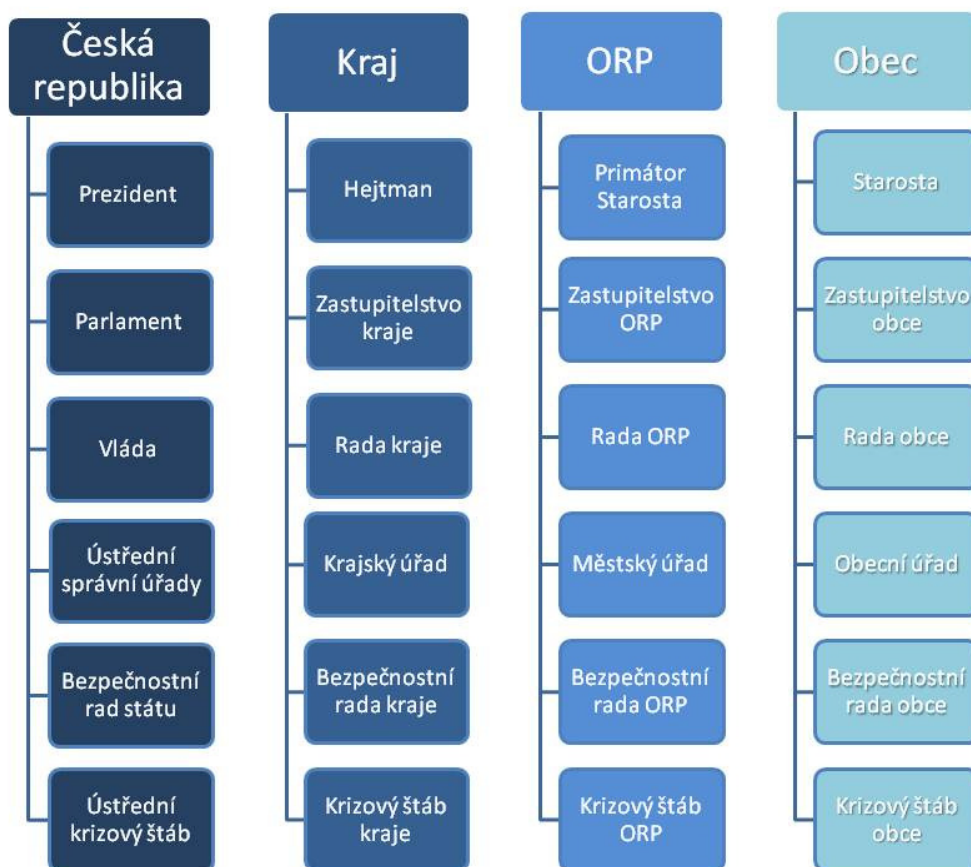 Česká
republika
Prezident
Parlament
Vláda
Ústřední
správní úřady
Bezpečnostní
rad státu
Ústřední
krizový štáb
Kraj
Hejtman
Zastupitelstvo
kraje
Rada kraje
Krajský úřad
Bezpečnostní
rada kraje
Krizový štáb
kraje
ORP
Primátor
Starosta
Zastupitelstvo
ORP
Rada ORP
Městský úřad
Bezpečnostní
rada ORP
Krizový štáb
ORP
Obec
Starosta
Zastupitelstvo
obce
Rada obce
Obecní úřad
Bezpečnostní
rada obce
Krizový štáb
obce